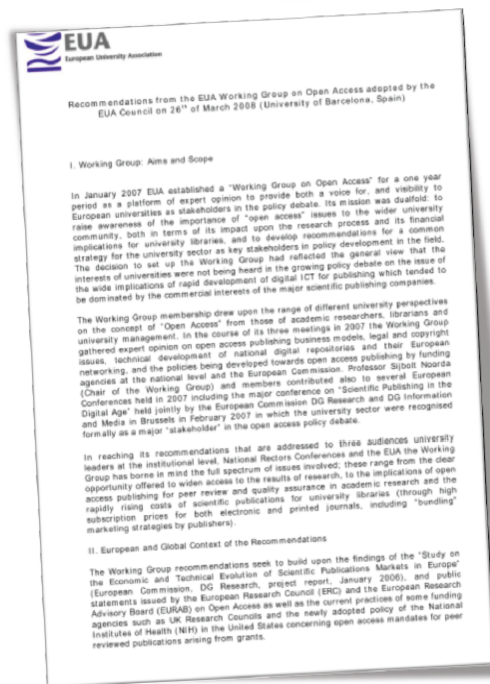 EUA
European University Association
Recommendations from the EUA Working Group on Open Access adopted by the
EUA Council on 26th of March 2008 (University of Barcelona, Spain)
I. Working Group: Aims and Scope
In January 2007 EUA established a "Working Group on Open Access" for a one year
period as a platform of expert opinion to provide both a voice for, and visibility to
European universities as stakeholders in the policy debate. Its mission was dualfold: to
raise awareness of the importance of "open access" issues to the wider university
community, both in terms of its impact upon the research process and its financial
implications for university libraries, and to develop recommendations for a common
strategy for the university sector as key stakeholders in policy development in the field.
The decision to set up the Working Group had reflected the general view that the
interests of universities were not being heard in the growing policy debate on the issue of
the wide implications of rapid development of digital ICT for publishing which tended to
be dominated by the commercial interests of the major scientific publishing companies.
The Working Group membership drew upon the range of different university perspectives
on the concept of "Open Access" from those of academic researchers, librarians and
university management. In the course of its three meetings in 2007 the Working Group
gathered expert opinion on open access publishing business models, legal and copyright
issues, technical development of national digital repositories and their European
networking, and the policies being developed towards open access publishing by funding
agencies at the national level and the European Commission. Professor Sijbolt Noorda
(Chair of the Working Group) and members contributed also to several European
Conferences held in 2007 including the major conference on "Scientific Publishing in the
Digital Age" held jointly by the European Commission DG Research and DG Information
and Media in Brussels in February 2007 in which the university sector were recognised
formally as a major "stakeholder" in the open access policy debate.
In reaching its recommendations that are addressed to three audiences university
leaders at the institutional level, National Rectors Conferences and the EUA the Working
Group has borne in mind the full spectrum of issues involved; these range from the clear
opportunity offered to widen access to the results of research, to the implications of open
access publishing for peer review and quality assurance in academic research and the
rapidly rising costs of scientific publications for university libraries (through high
subscription prices for both electronic and printed journals, including "bundling"
marketing strategies by publishers).
II. European and Global Context of the Recommendations
The Working Group recommendations seek to build upon the findings of the "Study on
the Economic and Technical Evolution of Scientific Publications Markets in Europe"
(European Commission, DG Research, project report, January 2006), and public
statements issued by the European Research Council (ERC) and the European Research
Advisory Board (EURAB) on Open Access as well as the current practices of some funding
agencies such as UK Research Councils and the newly adopted policy of the National
Institutes of Health (NIH) in the United States concerning open access mandates for peer
reviewed publications arising from grants.